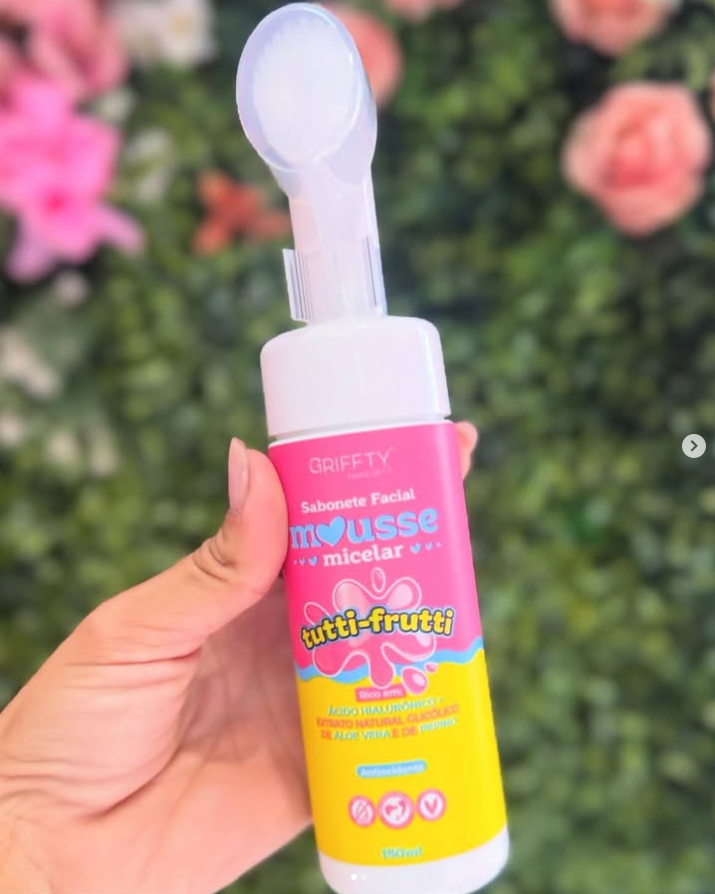 GRIFFTY
Sabonete Facial
mousse
micelar
tutti-frutti
Rico em:
ÁCIDO HIALURÔNICO +
EXTRATO NATURAL GLICÓLICO
DE ALOE VERA E DE PEPINO
Antioxidante
150ml